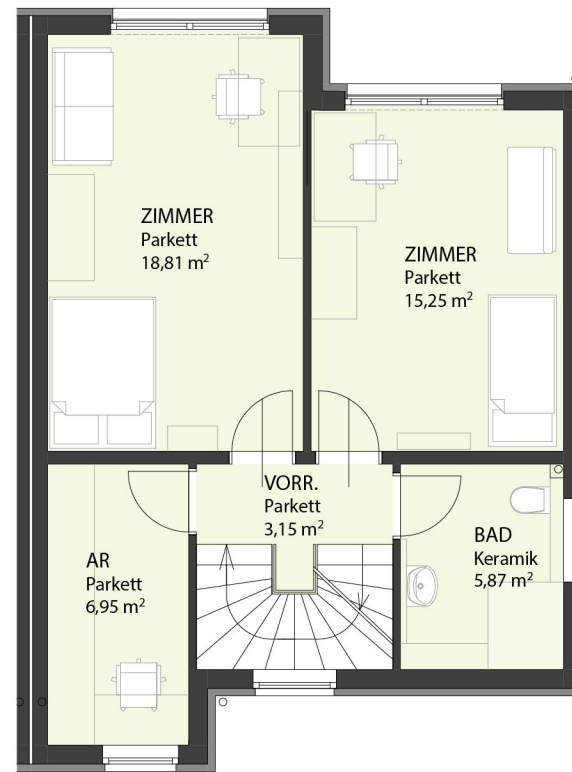 ZIMMER
Parkett
18,81 m²
ZIMMER
Parkett
15,25 m²
VORR.
Parkett
3,15 m²
BAD
Keramik
5,87 m²
AR
Parkett
6,95 m²